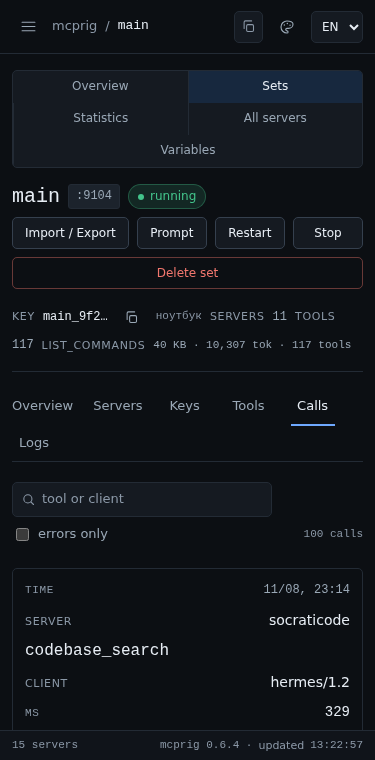 mcprig / main
EN
Overview Sets
Statistics All servers
Variables
main :9104 running
Import / Export Prompt Restart Stop
Delete set
KEY main_9f2… ноутбук SERVERS 11 TOOLS
117 LIST_COMMANDS 40 KB · 10,307 tok · 117 tools
Overview Servers Keys Tools Calls
Logs
tool or client
errors only 100 calls
TIME 11/08, 23:14
SERVER socraticode
codebase_search
CLIENT hermes/1.2
MS 329
15 servers mcprig 0.6.4 · updated 13:22:57